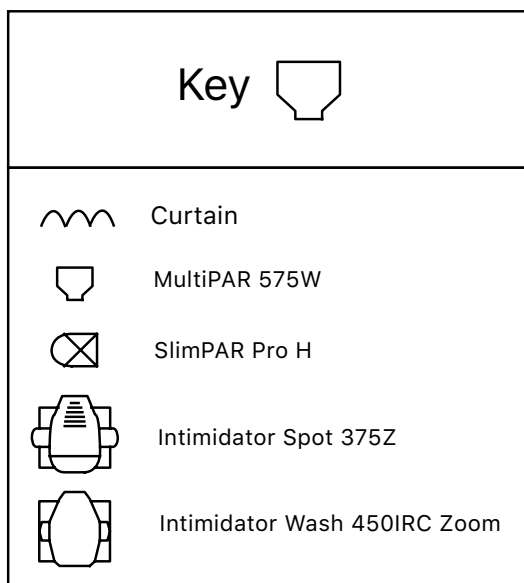 Key
Curtain
MultiPAR 575W
SlimPAR Pro H
Intimidator Spot 375Z
Intimidator Wash 450IRC Zoom